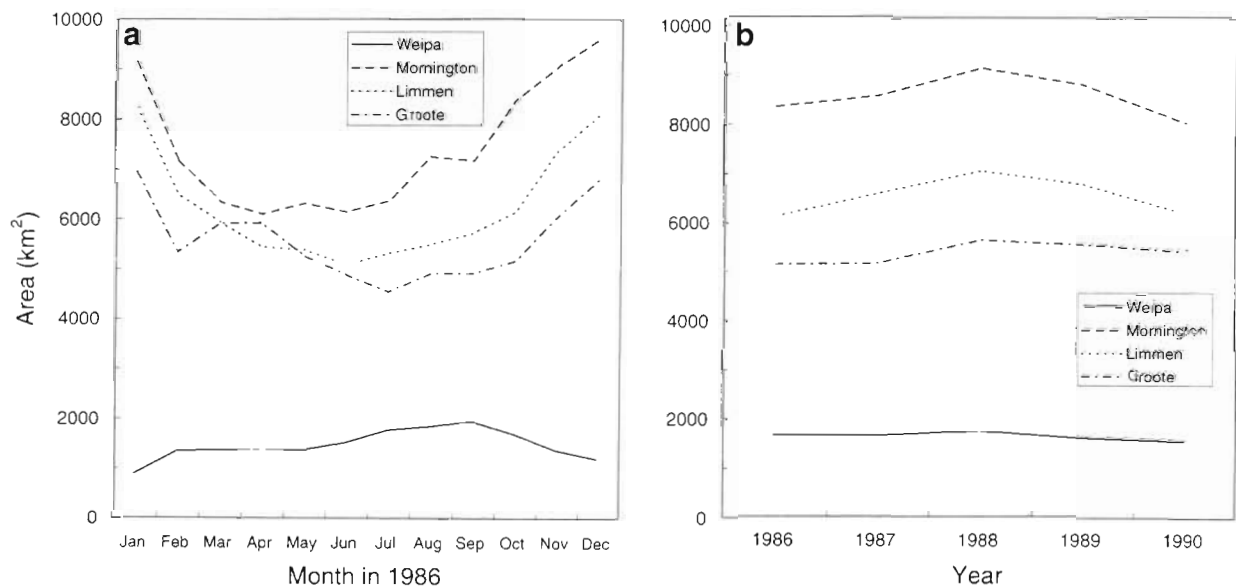 a
10000
8000
6000
4000
2000
0
Area (km²)
Weipa
Mornington
Limmen
Groote
Jan Feb Mar Apr May Jun Jul Aug Sep Oct Nov Dec
Month in 1986
b
10000
8000
6000
4000
2000
0
Weipa
Mornington
Limmen
Groote
1986 1987 1988 1989 1990
Year